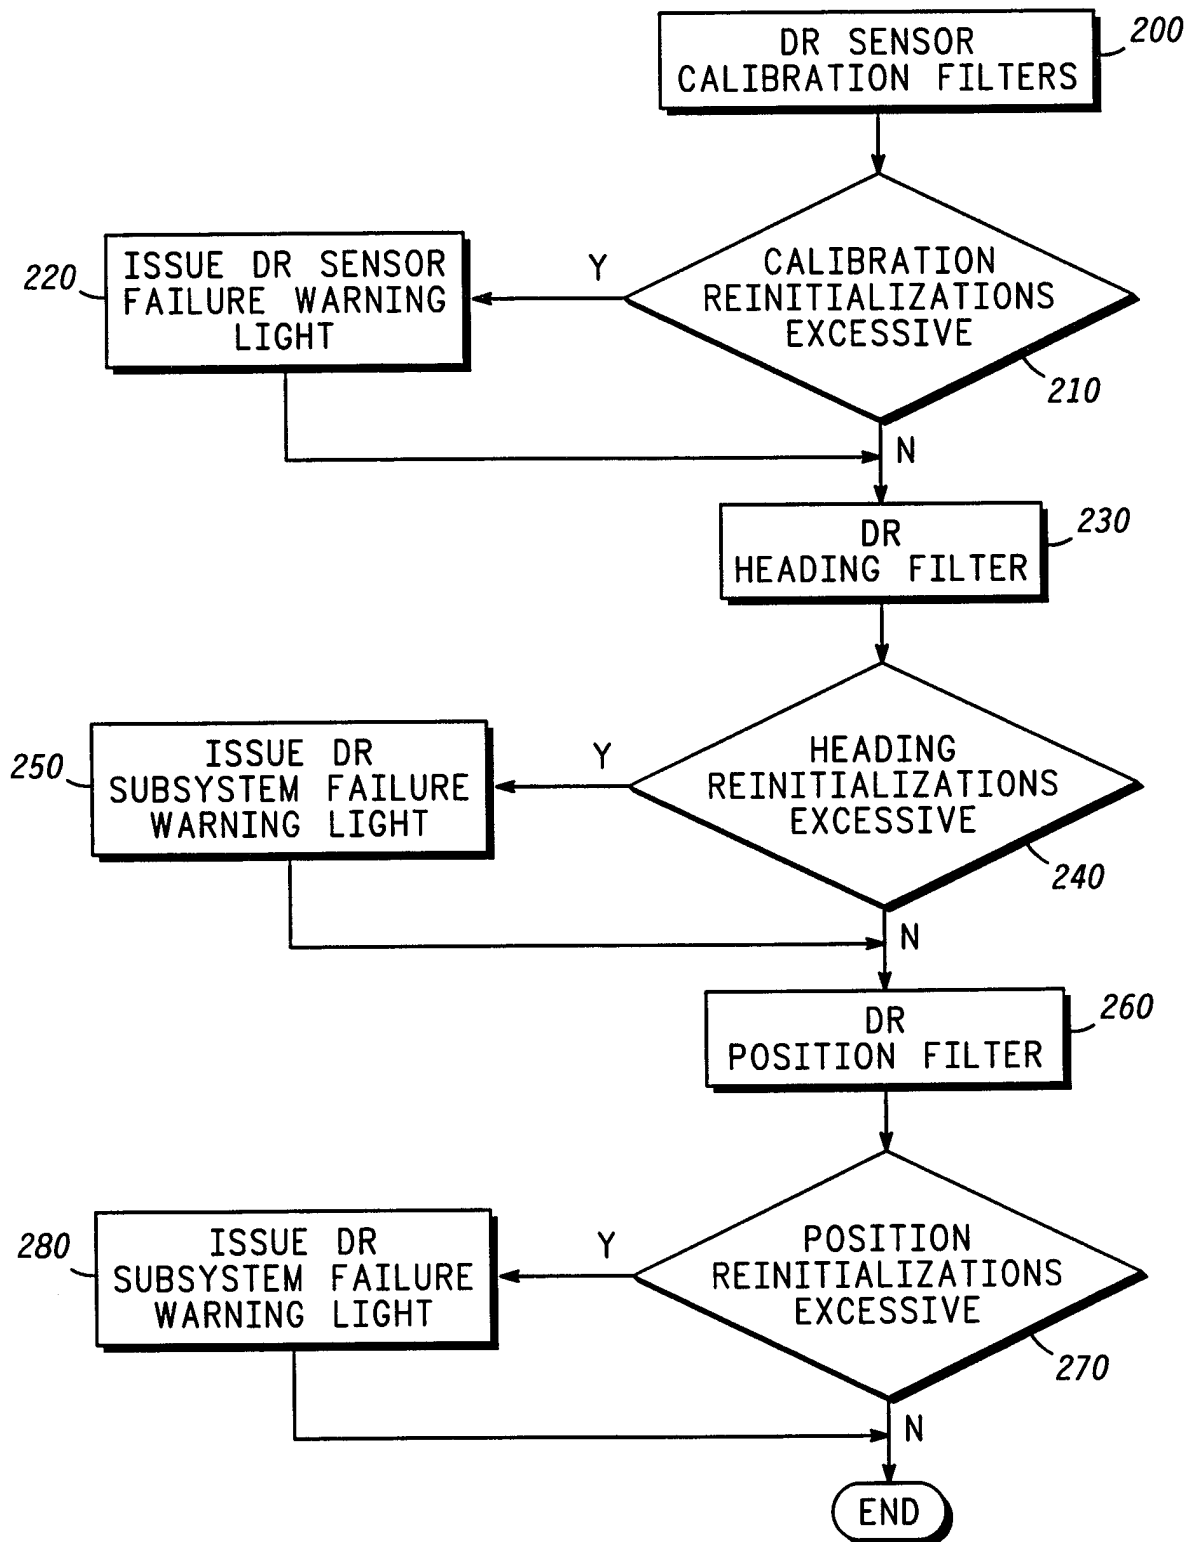 DR SENSOR
CALIBRATION FILTERS
200
CALIBRATION
REINITIALIZATIONS
EXCESSIVE
210
Y
ISSUE DR SENSOR
FAILURE WARNING
LIGHT
220
N
DR
HEADING FILTER
230
HEADING
REINITIALIZATIONS
EXCESSIVE
240
Y
ISSUE DR
SUBSYSTEM FAILURE
WARNING LIGHT
250
N
DR
POSITION FILTER
260
POSITION
REINITIALIZATIONS
EXCESSIVE
270
Y
ISSUE DR
SUBSYSTEM FAILURE
WARNING LIGHT
280
N
END